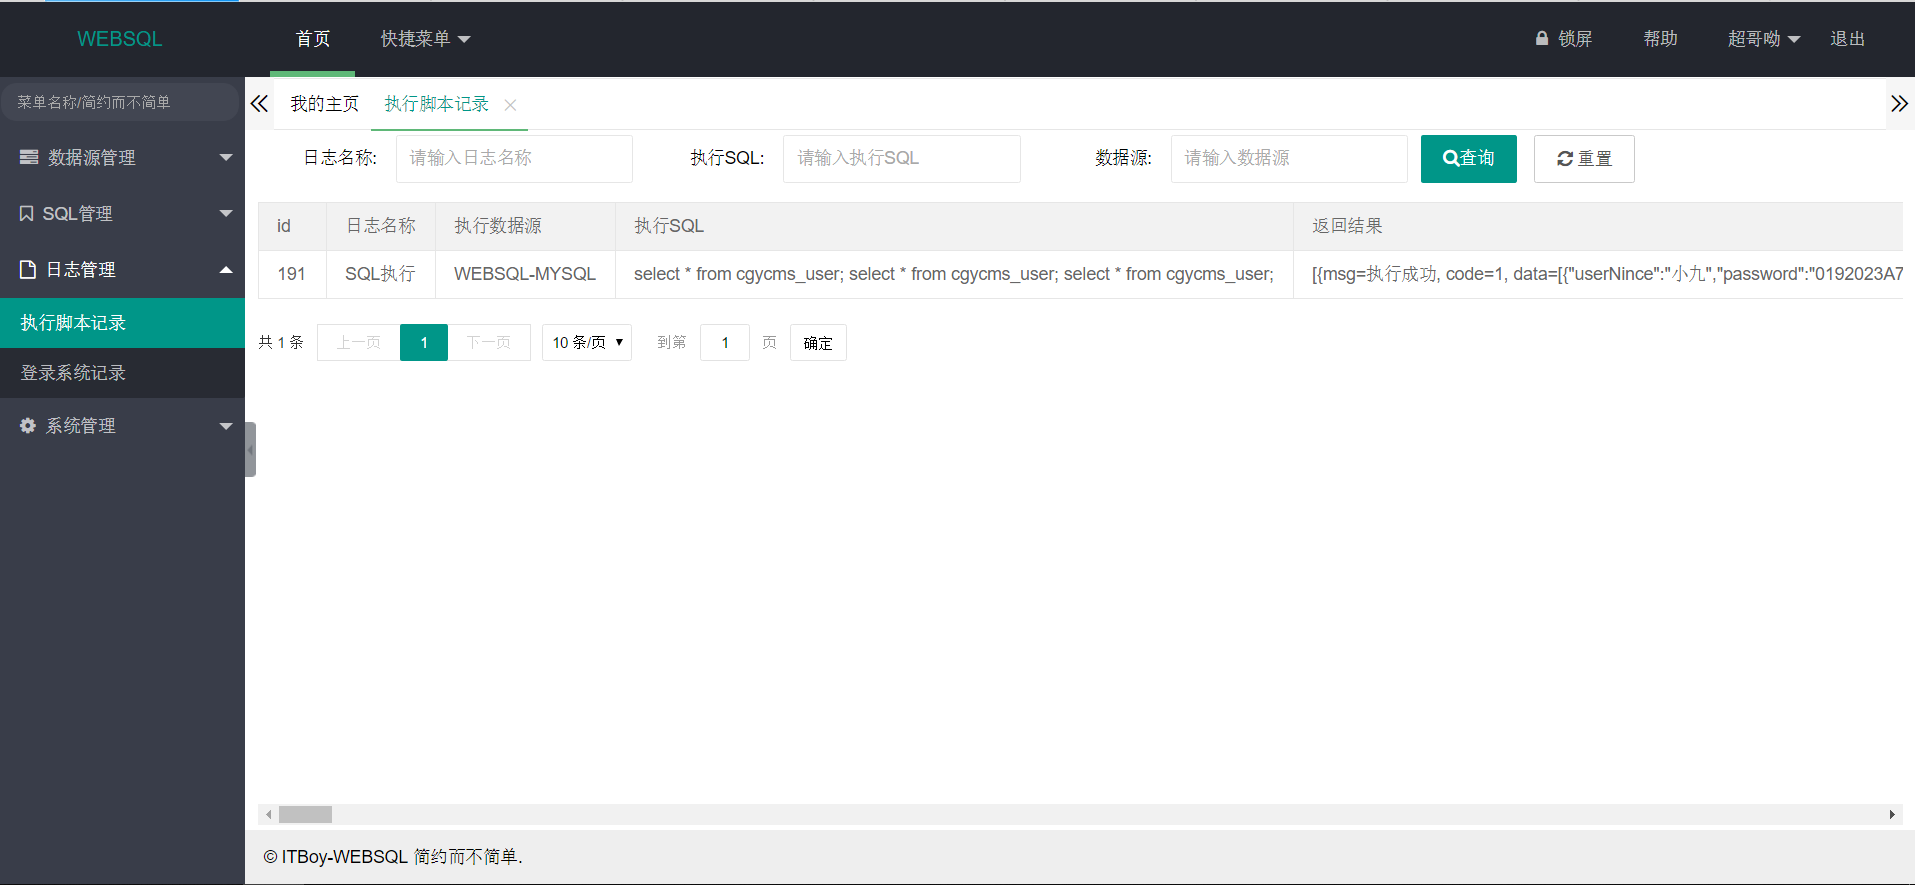 WEBSQL 首页 快捷菜单 锁屏 帮助 超哥呦 退出
菜单名称/简约而不简单
数据源管理
SQL管理
日志管理
执行脚本记录
登录系统记录
系统管理
我的主页 执行脚本记录
日志名称: 请输入日志名称 执行SQL: 请输入执行SQL 数据源: 请输入数据源 查询 重置
id 日志名称 执行数据源 执行SQL 返回结果
191 SQL执行 WEBSQL-MYSQL select * from cgycms_user; select * from cgycms_user; select * from cgycms_user; [{msg=执行成功, code=1, data=[{"userNince":"小九","password":"0192023A7
共 1 条 上一页 1 下一页 10 条/页 到第 1 页 确定
© ITBoy-WEBSQL 简约而不简单.